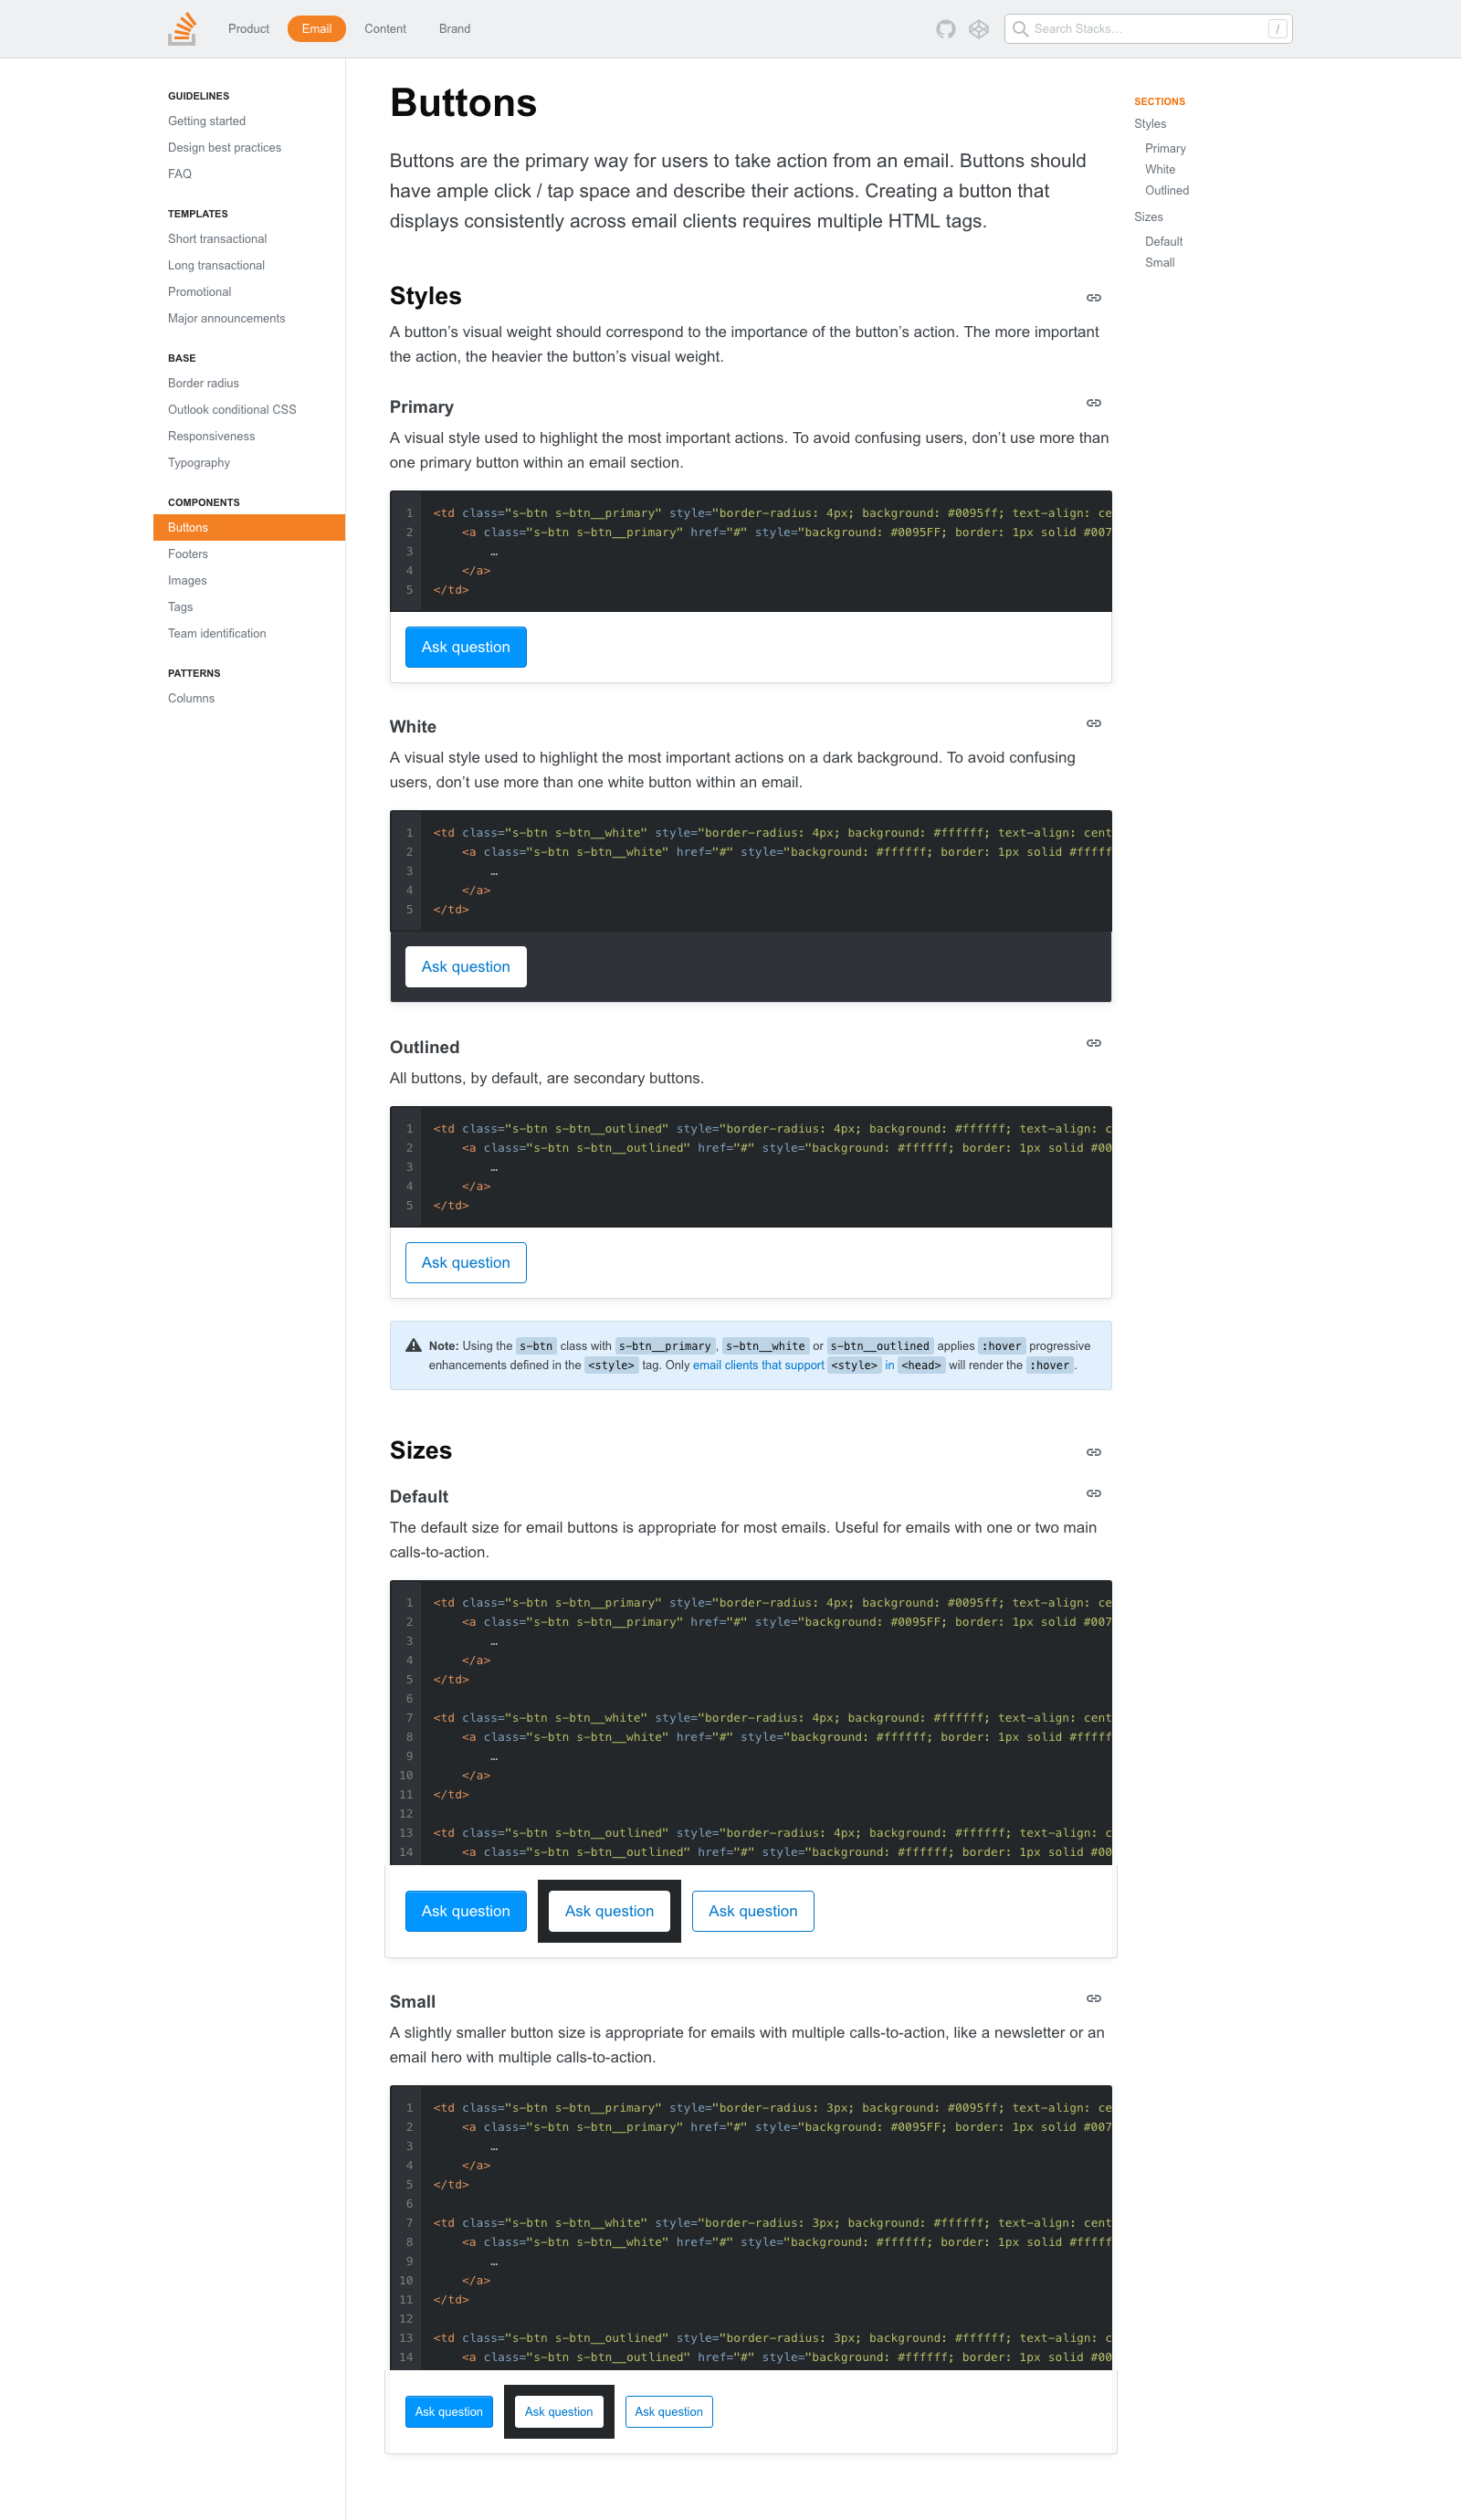 Product Email Content Brand Search Stacks… /
GUIDELINES
Getting started
Design best practices
FAQ
TEMPLATES
Short transactional
Long transactional
Promotional
Major announcements
BASE
Border radius
Outlook conditional CSS
Responsiveness
Typography
COMPONENTS
Buttons
Footers
Images
Tags
Team identification
PATTERNS
Columns
Buttons
Buttons are the primary way for users to take action from an email. Buttons should
have ample click / tap space and describe their actions. Creating a button that
displays consistently across email clients requires multiple HTML tags.
SECTIONS
Styles
Primary
White
Outlined
Sizes
Default
Small
Styles
A button’s visual weight should correspond to the importance of the button’s action. The more important
the action, the heavier the button’s visual weight.
Primary
A visual style used to highlight the most important actions. To avoid confusing users, don’t use more than
one primary button within an email section.
1 <td class="s-btn s-btn__primary" style="border-radius: 4px; background: #0095ff; text-align: ce
2 <a class="s-btn s-btn__primary" href="#" style="background: #0095FF; border: 1px solid #007
3 …
4 </a>
5 </td>
Ask question
White
A visual style used to highlight the most important actions on a dark background. To avoid confusing
users, don’t use more than one white button within an email.
1 <td class="s-btn s-btn__white" style="border-radius: 4px; background: #ffffff; text-align: cent
2 <a class="s-btn s-btn__white" href="#" style="background: #ffffff; border: 1px solid #fffff
3 …
4 </a>
5 </td>
Ask question
Outlined
All buttons, by default, are secondary buttons.
1 <td class="s-btn s-btn__outlined" style="border-radius: 4px; background: #ffffff; text-align: c
2 <a class="s-btn s-btn__outlined" href="#" style="background: #ffffff; border: 1px solid #00
3 …
4 </a>
5 </td>
Ask question
Note: Using the s-btn class with s-btn__primary, s-btn__white or s-btn__outlined applies :hover progressive
enhancements defined in the <style> tag. Only email clients that support <style> in <head> will render the :hover.
Sizes
Default
The default size for email buttons is appropriate for most emails. Useful for emails with one or two main
calls-to-action.
1 <td class="s-btn s-btn__primary" style="border-radius: 4px; background: #0095ff; text-align: ce
2 <a class="s-btn s-btn__primary" href="#" style="background: #0095FF; border: 1px solid #007
3 …
4 </a>
5 </td>
6
7 <td class="s-btn s-btn__white" style="border-radius: 4px; background: #ffffff; text-align: cent
8 <a class="s-btn s-btn__white" href="#" style="background: #ffffff; border: 1px solid #fffff
9 …
10 </a>
11 </td>
12
13 <td class="s-btn s-btn__outlined" style="border-radius: 4px; background: #ffffff; text-align: c
14 <a class="s-btn s-btn__outlined" href="#" style="background: #ffffff; border: 1px solid #00
Ask question Ask question Ask question
Small
A slightly smaller button size is appropriate for emails with multiple calls-to-action, like a newsletter or an
email hero with multiple calls-to-action.
1 <td class="s-btn s-btn__primary" style="border-radius: 3px; background: #0095ff; text-align: ce
2 <a class="s-btn s-btn__primary" href="#" style="background: #0095FF; border: 1px solid #007
3 …
4 </a>
5 </td>
6
7 <td class="s-btn s-btn__white" style="border-radius: 3px; background: #ffffff; text-align: cent
8 <a class="s-btn s-btn__white" href="#" style="background: #ffffff; border: 1px solid #fffff
9 …
10 </a>
11 </td>
12
13 <td class="s-btn s-btn__outlined" style="border-radius: 3px; background: #ffffff; text-align: c
14 <a class="s-btn s-btn__outlined" href="#" style="background: #ffffff; border: 1px solid #00
Ask question Ask question Ask question